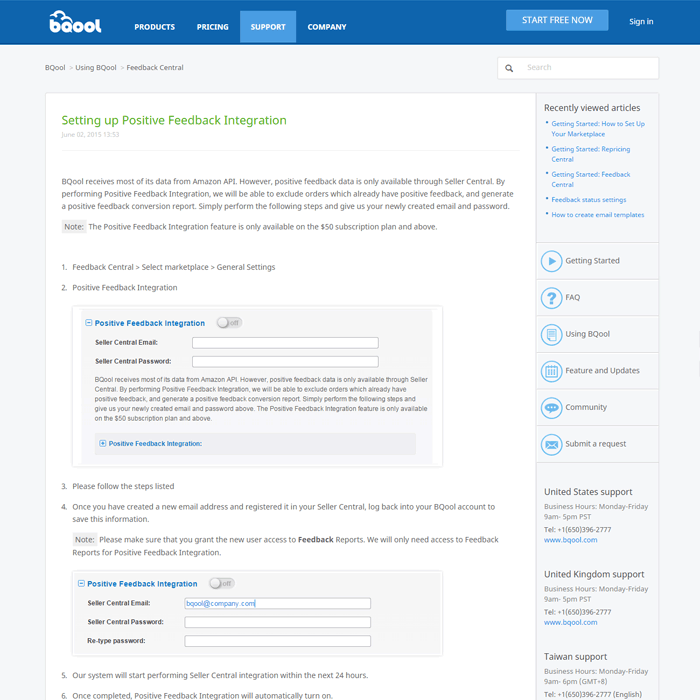 bqool
PRODUCTS
PRICING
SUPPORT
COMPANY
START FREE NOW
Sign in
BQool > Using BQool > Feedback Central
Search
Setting up Positive Feedback Integration
June 02, 2015 13:53
BQool receives most of its data from Amazon API. However, positive feedback data is only available through Seller Central. By
performing Positive Feedback Integration, we will be able to exclude orders which already have positive feedback, and generate
a positive feedback conversion report. Simply perform the following steps and give us your newly created email and password.
Note: The Positive Feedback Integration feature is only available on the $50 subscription plan and above.
1. Feedback Central > Select marketplace > General Settings
2. Positive Feedback Integration
Positive Feedback Integration off
Seller Central Email:
Seller Central Password:
BQool receives most of its data from Amazon API. However, positive feedback data is only available through Seller
Central. By performing Positive Feedback Integration, we will be able to exclude orders which already have
positive feedback, and generate a positive feedback conversion report. Simply perform the following steps and
give us your newly created email and password above. The Positive Feedback Integration feature is only available
on the $50 subscription plan and above.
Positive Feedback Integration:
3. Please follow the steps listed
4. Once you have created a new email address and registered it in your Seller Central, log back into your BQool account to
save this information.
Note: Please make sure that you grant the new user access to Feedback Reports. We will only need access to Feedback
Reports for Positive Feedback Integration.
Positive Feedback Integration off
Seller Central Email: bqool@company.com
Seller Central Password:
Re-type password:
5. Our system will start performing Seller Central integration within the next 24 hours.
6. Once completed, Positive Feedback Integration will automatically turn on.
Recently viewed articles
Getting Started: How to Set Up
Your Marketplace
Getting Started: Repricing
Central
Getting Started: Feedback
Central
Feedback status settings
How to create email templates
Getting Started
FAQ
Using BQool
Feature and Updates
Community
Submit a request
United States support
Business Hours: Monday-Friday
9am- 5pm PST
Tel: +1(650)396-2777
www.bqool.com
United Kingdom support
Business Hours: Monday-Friday
9am- 5pm PST
Tel: +1(650)396-2777
www.bqool.com
Taiwan support
Business Hours: Monday-Friday
9am- 6pm (GMT+8)
Tel: +1(650)396-2777 (English)